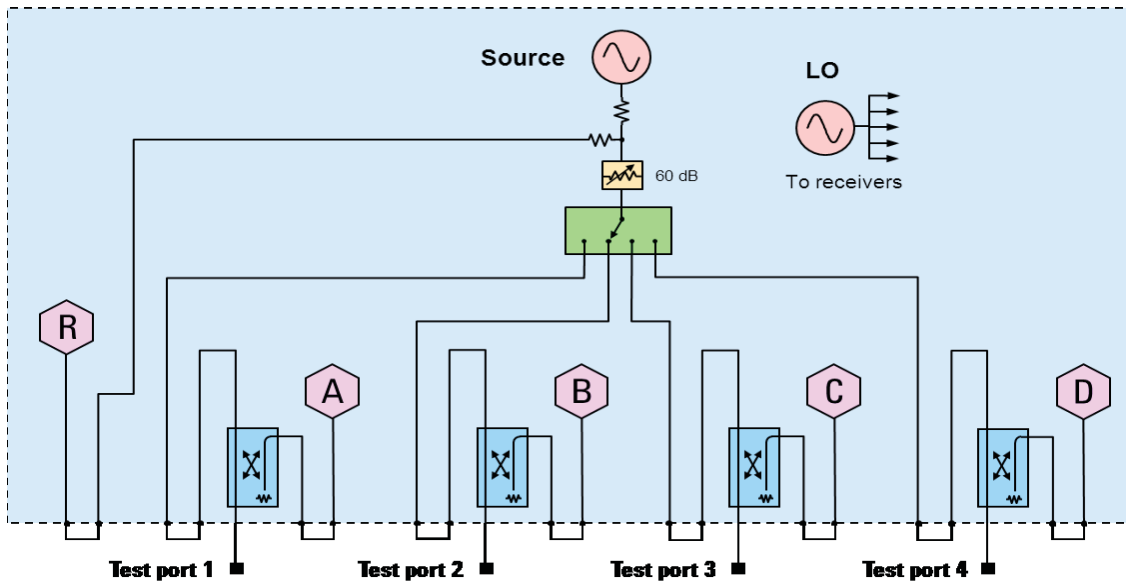 Source
LO
60 dB
To receivers
R
A
B
C
D
Test port 1
Test port 2
Test port 3
Test port 4